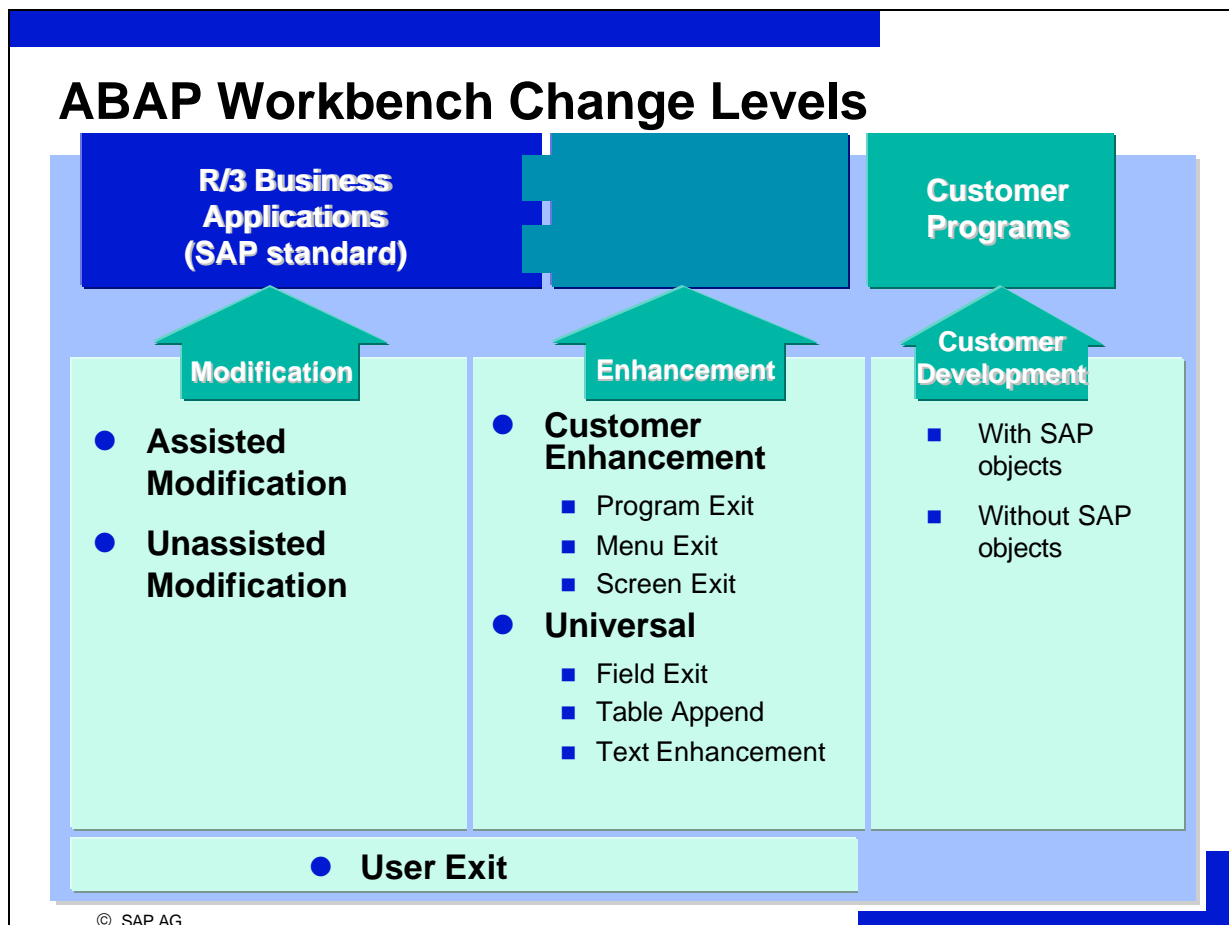 ABAP Workbench Change Levels
R/3 Business
Applications
(SAP standard)
Customer
Programs
Modification
Enhancement
Customer
Development
Assisted
Modification
Unassisted
Modification
Customer
Enhancement
Program Exit
Menu Exit
Screen Exit
Universal
Field Exit
Table Append
Text Enhancement
With SAP
objects
Without SAP
objects
User Exit
© SAP AG